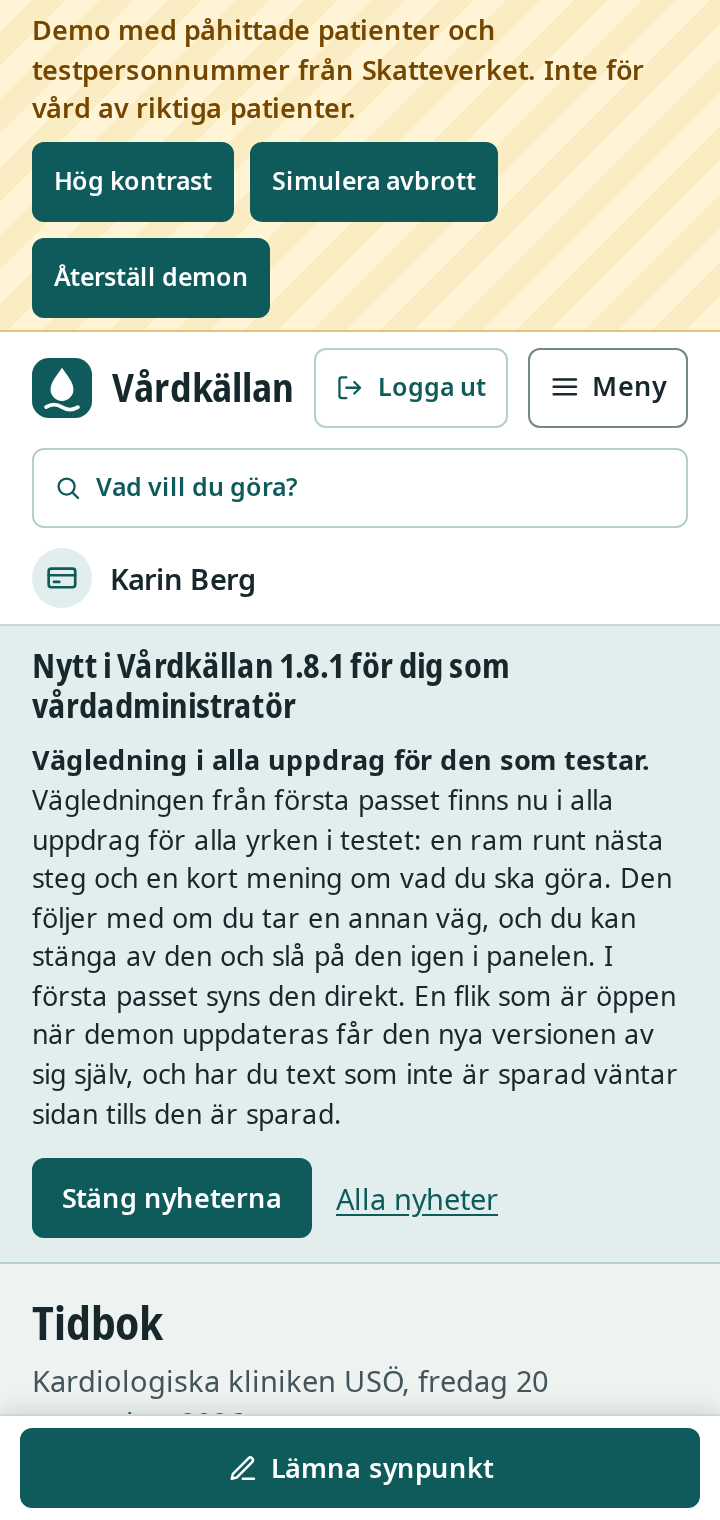 Demo med påhittade patienter och
testpersonnummer från Skatteverket. Inte för
vård av riktiga patienter.
Hög kontrast
Simulera avbrott
Återställ demon
Vårdkällan
Logga ut
Meny
Vad vill du göra?
Karin Berg
Nytt i Vårdkällan 1.8.1 för dig som
vårdadministratör
Vägledning i alla uppdrag för den som testar.
Vägledningen från första passet finns nu i alla
uppdrag för alla yrken i testet: en ram runt nästa
steg och en kort mening om vad du ska göra. Den
följer med om du tar en annan väg, och du kan
stänga av den och slå på den igen i panelen. I
första passet syns den direkt. En flik som är öppen
när demon uppdateras får den nya versionen av
sig själv, och har du text som inte är sparad väntar
sidan tills den är sparad.
Stäng nyheterna
Alla nyheter
Tidbok
Kardiologiska kliniken USÖ, fredag 20
Lämna synpunkt